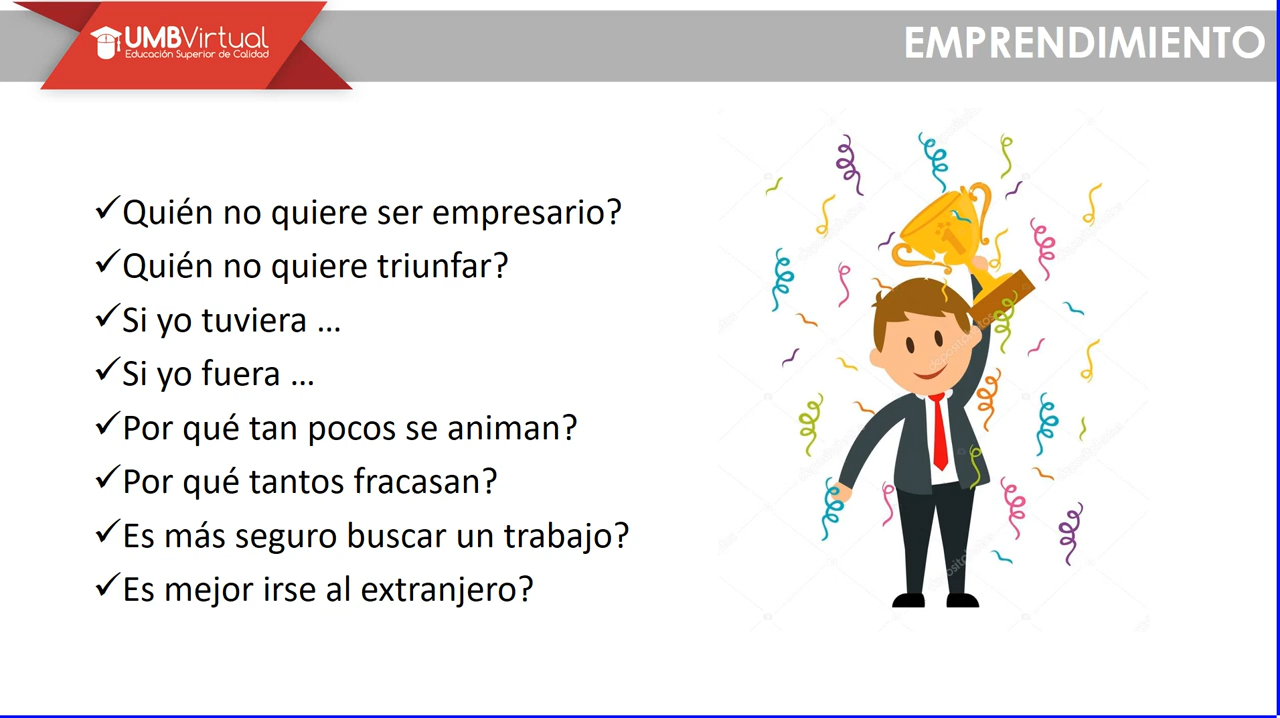 UMBVirtual
Educación Superior de Calidad
EMPRENDIMIENTO
✓Quién no quiere ser empresario?
✓Quién no quiere triunfar?
✓Si yo tuviera ...
✓Si yo fuera ...
✓Por qué tan pocos se animan?
✓Por qué tantos fracasan?
✓Es más seguro buscar un trabajo?
✓Es mejor irse al extranjero?
1